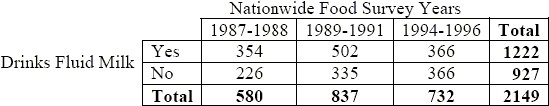 Nationwide Food Survey Years
1987-1988 1989-1991 1994-1996 Total
Drinks Fluid Milk Yes 354 502 366 1222
No 226 335 366 927
Total 580 837 732 2149